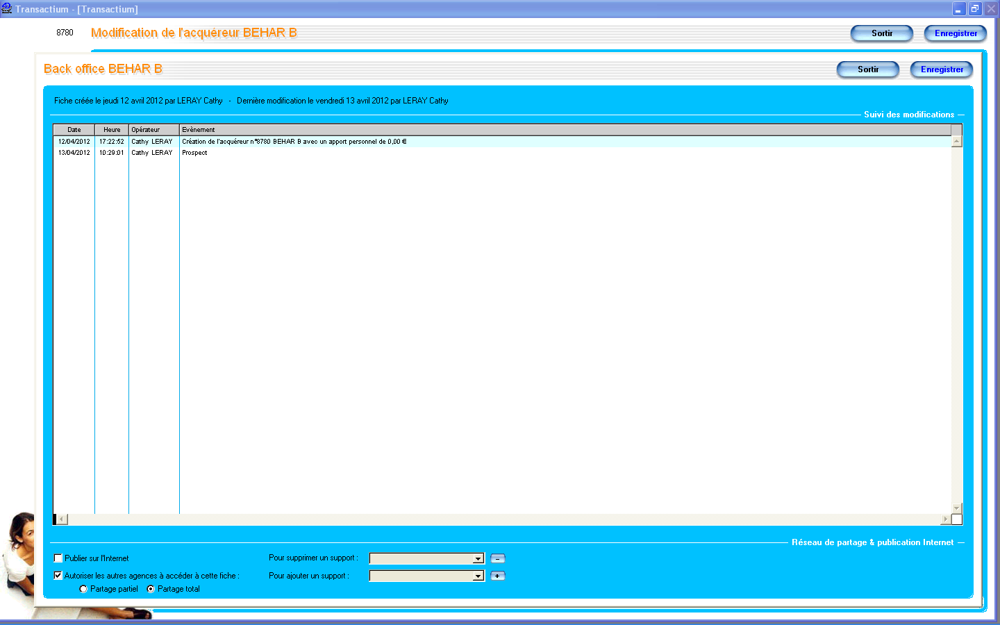 Transactium - [Transactium]
8780 Modification de l'acquéreur BEHAR B Sortir Enregistrer
Back office BEHAR B Sortir Enregistrer
Fiche créée le jeudi 12 avril 2012 par LERAY Cathy - Dernière modification le vendredi 13 avril 2012 par LERAY Cathy
Suivi des modifications
Date Heure Opérateur Evènement
12/04/2012 17:22:52 Cathy LERAY Création de l'acquéreur n°8780 BEHAR B avec un apport personnel de 0,00 €
13/04/2012 10:29:01 Cathy LERAY Prospect
Réseau de partage & publication Internet
Publier sur l'Internet Pour supprimer un support : -
Autoriser les autres agences à accéder à cette fiche : Pour ajouter un support : +
Partage partiel Partage total